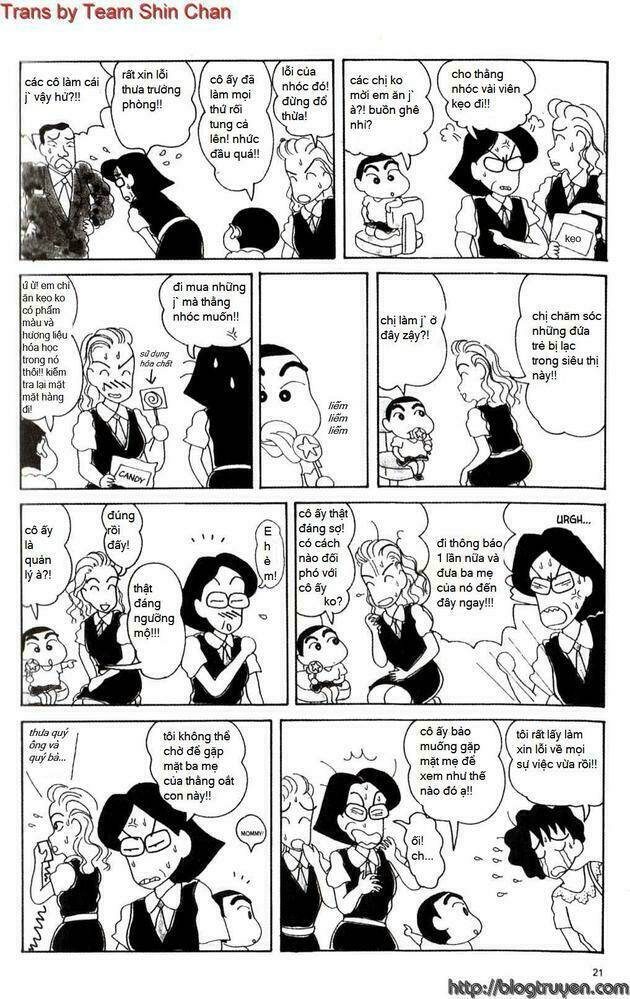 Trans by Team Shin Chan
các cô làm cái
j` vậy hử?!!
rất xin lỗi
thưa trưởng
phòng!!
cô ấy đã
làm mọi
thứ rối
tung cả
lên! nhức
đầu quá!!
lỗi của
nhóc đó!
đừng đổ
thừa!
các chị ko
mời em ăn j`
à?! buồn ghê
nhỉ?
cho thằng
nhóc vài viên
kẹo đi!!
kẹo
ứ ừ! em chỉ
ăn kẹo ko
có phẩm
màu và
hương liệu
hóa học
trong nó
thôi!! kiểm
tra lại mặt
mặt hàng
đi!
sử dụng
hóa chất
CANDY
đi mua những
j` mà thằng
nhóc muốn!!
liếm
liếm
liếm
chị làm j` ở
đây zậy?!
chị chăm sóc
những đứa
trẻ bị lạc
trong siêu thị
này!!
cô ấy
là
quản
lý à?!
đúng
rồi
đấy!
thật
đáng
ngưỡng
mộ!!!
E
h
è
m!
cô ấy thật
đáng sợ!
có cách
nào đối
phó với
cô ấy
ko?
đi thông báo
1 lần nữa và
đưa ba mẹ
của nó đến
đây ngay!!!
URGH...
thưa quý
ông và
quý bà...
tôi không thể
chờ để gặp
mặt ba mẹ
của thằng oắt
con này!!
MOMMY!
cô ấy bảo
muống gặp
mặt mẹ để
xem như thế
nào đó ạ!!
ối!
ch...
tôi rất lấy làm
xin lỗi về mọi
sự việc vừa rồi!!
21
http://blogtruyen.com